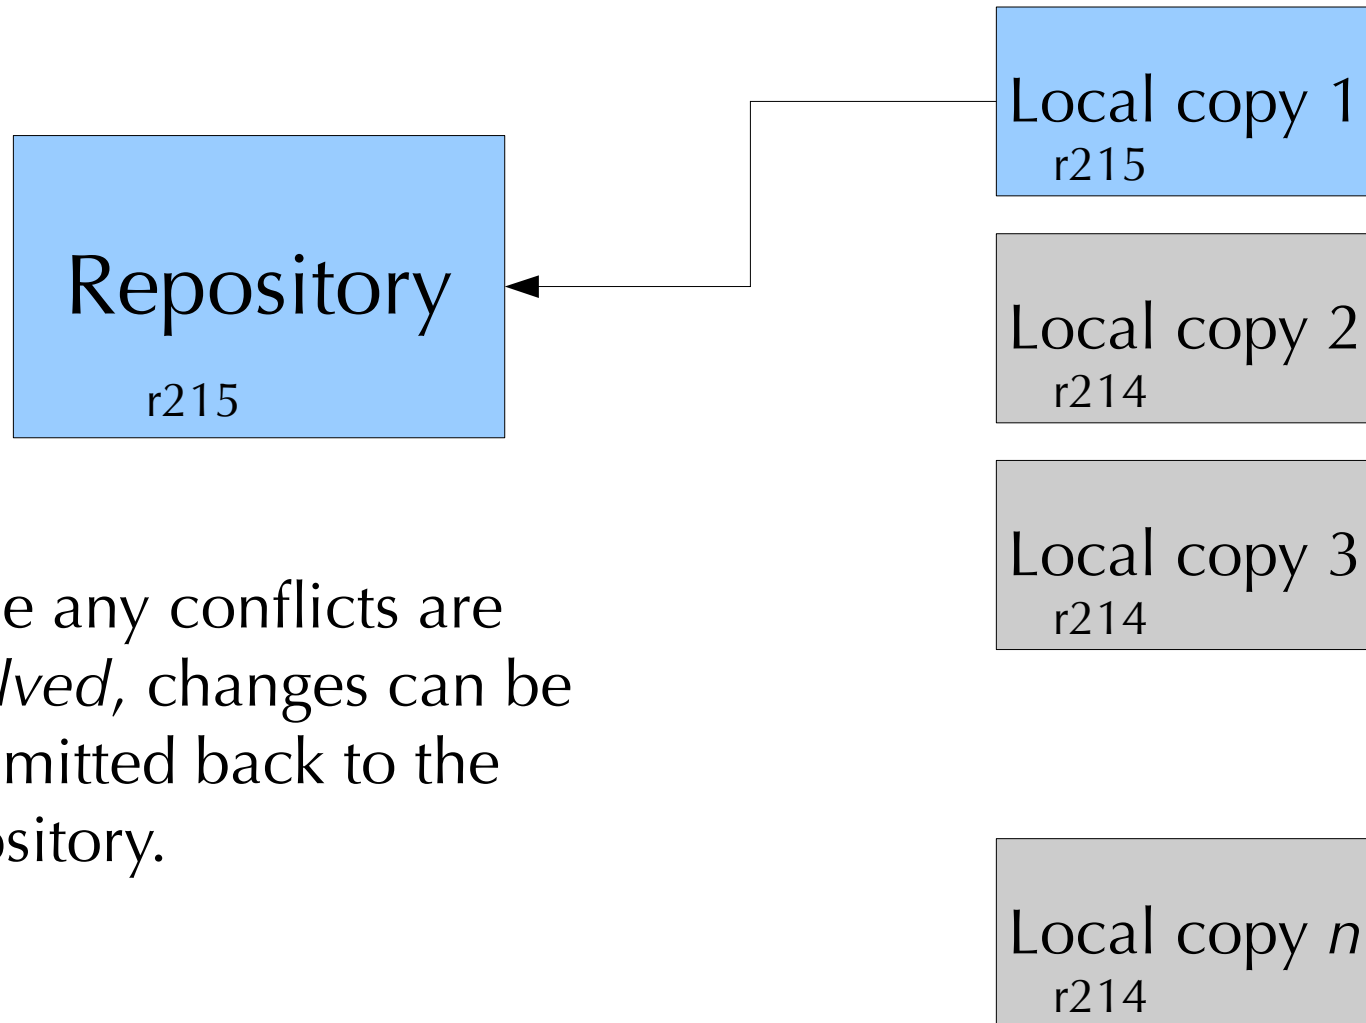 Repository
r215
Local copy 1
r215
Local copy 2
r214
Local copy 3
r214
Local copy n
r214
e any conflicts are
lved, changes can be
mitted back to the
ository.